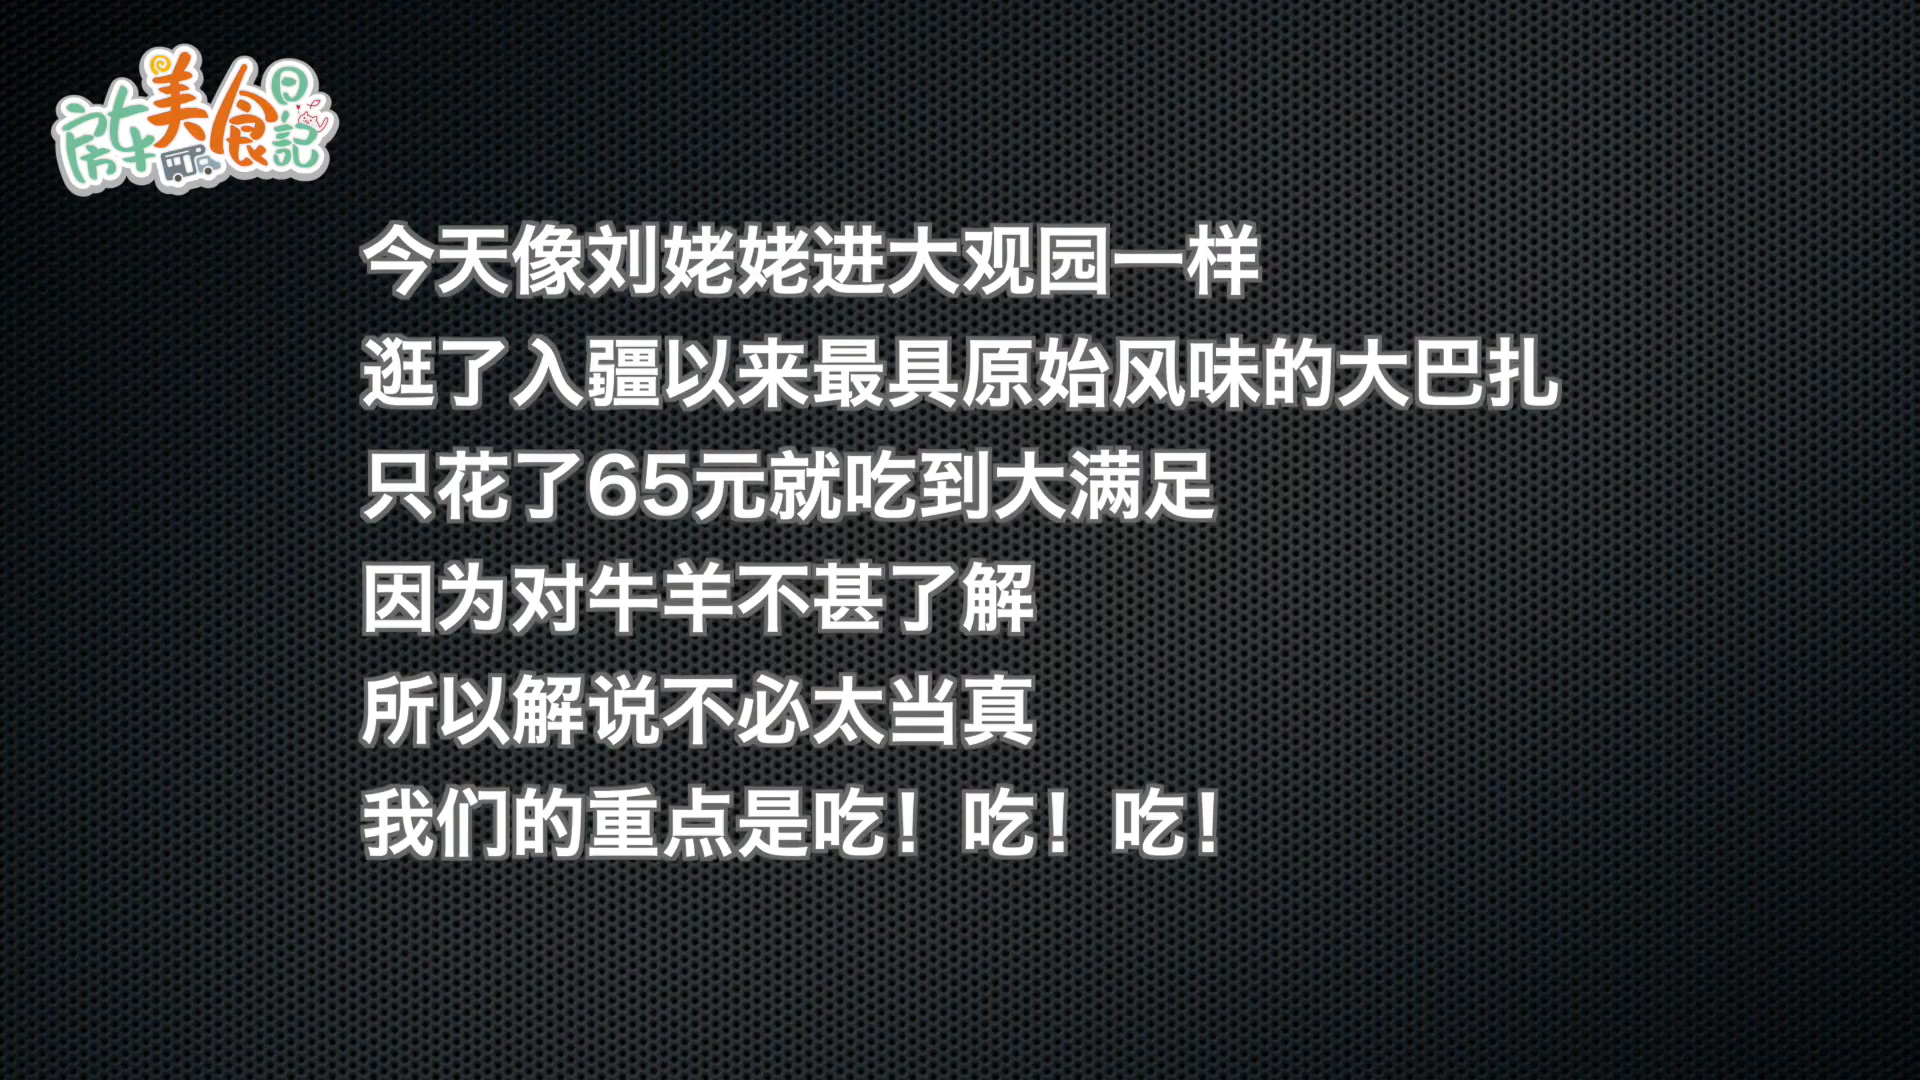 房车美食日記
今天像刘姥姥进大观园一样
逛了入疆以来最具原始风味的大巴扎
只花了65元就吃到大满足
因为对牛羊不甚了解
所以解说不必太当真
我们的重点是吃！吃！吃！